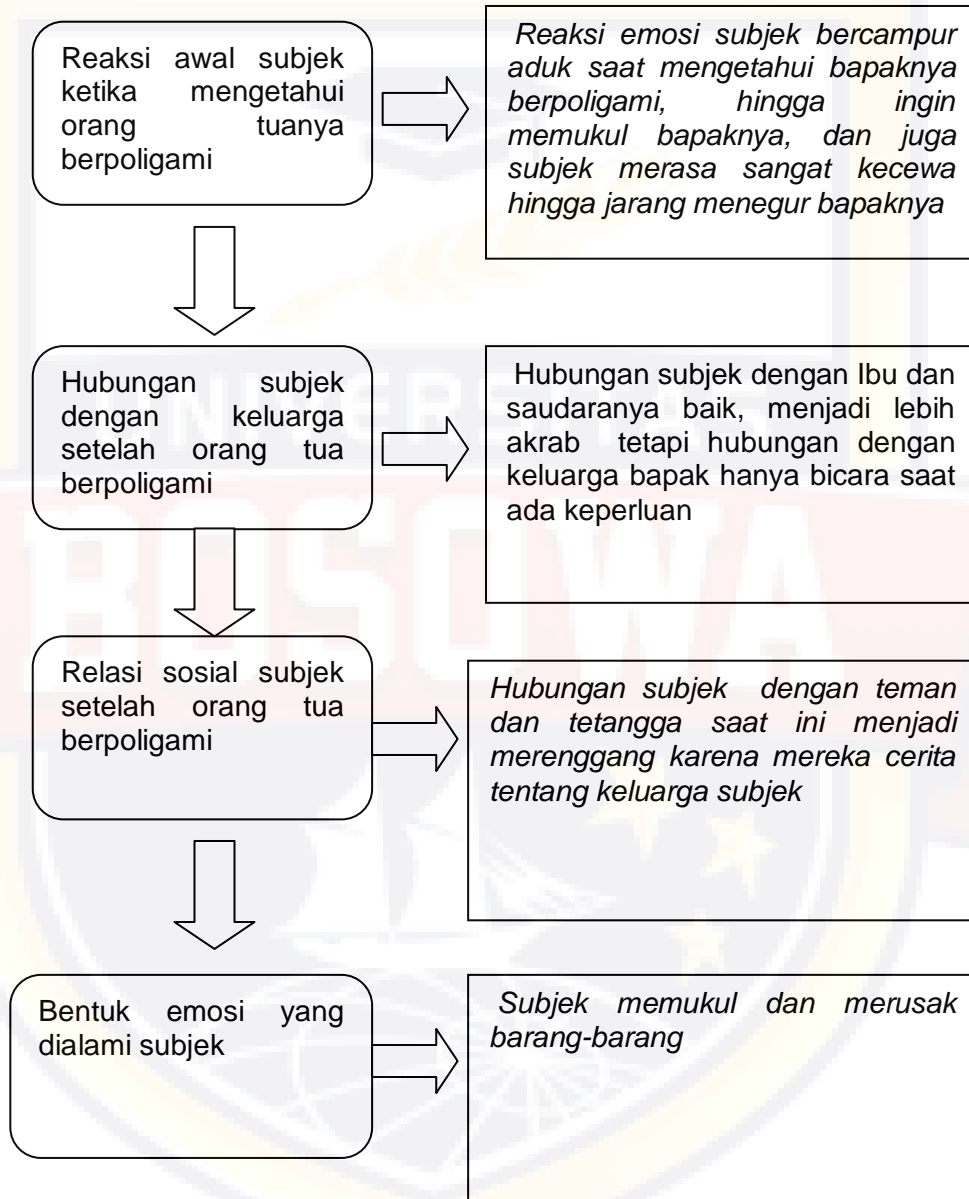 Reaksi awal subjek
ketika mengetahui
orang tuanya
berpoligami
Reaksi emosi subjek bercampur
aduk saat mengetahui bapaknya
berpoligami, hingga ingin
memukul bapaknya, dan juga
subjek merasa sangat kecewa
hingga jarang menegur bapaknya
Hubungan subjek
dengan keluarga
setelah orang tua
berpoligami
Hubungan subjek dengan Ibu dan
saudaranya baik, menjadi lebih
akrab tetapi hubungan dengan
keluarga bapak hanya bicara saat
ada keperluan
Relasi sosial subjek
setelah orang tua
berpoligami
Hubungan subjek dengan teman
dan tetangga saat ini menjadi
merenggang karena mereka cerita
tentang keluarga subjek
Bentuk emosi yang
dialami subjek
Subjek memukul dan merusak
barang-barang
UNIVERSITAS
BOSOWA